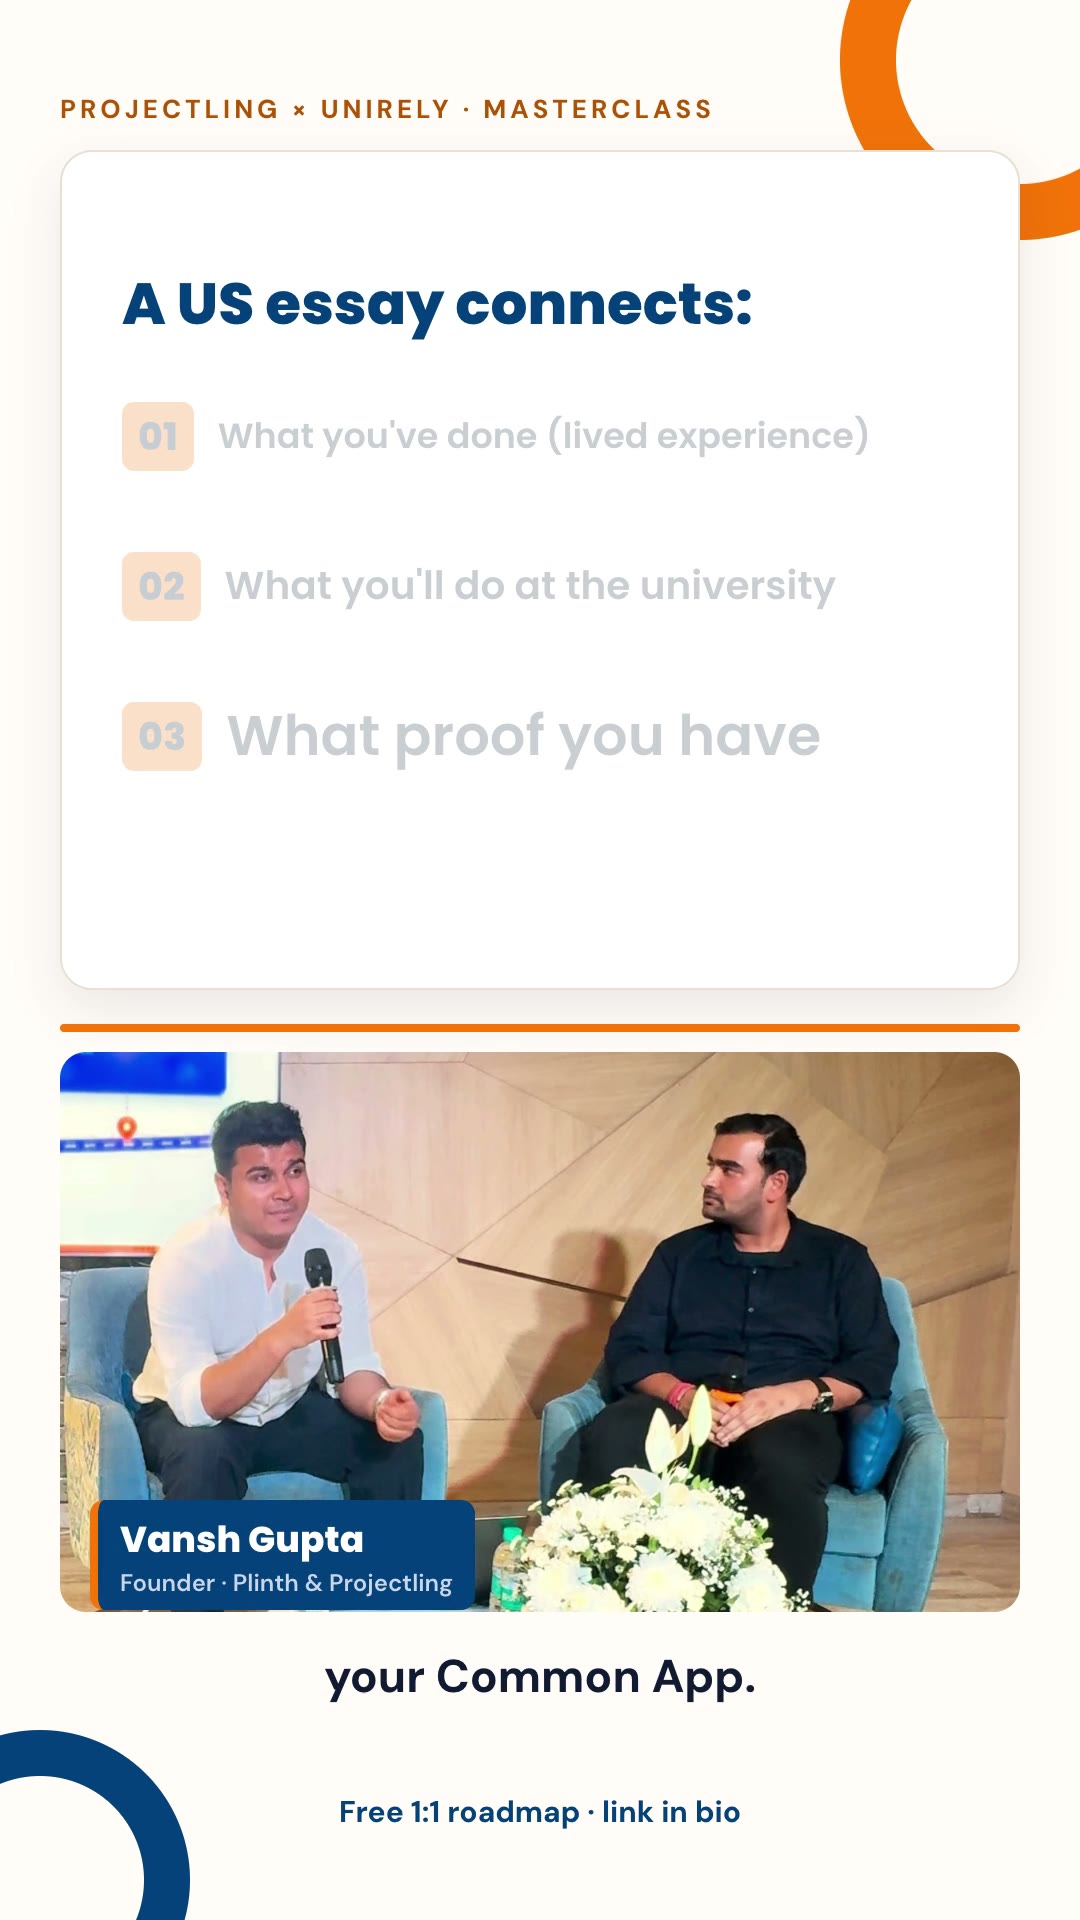 PROJECTLING × UNIRELY · MASTERCLASS
A US essay connects:
01 What you've done (lived experience)
02 What you'll do at the university
03 What proof you have
Vansh Gupta
Founder · Plinth & Projectling
your Common App.
Free 1:1 roadmap · link in bio